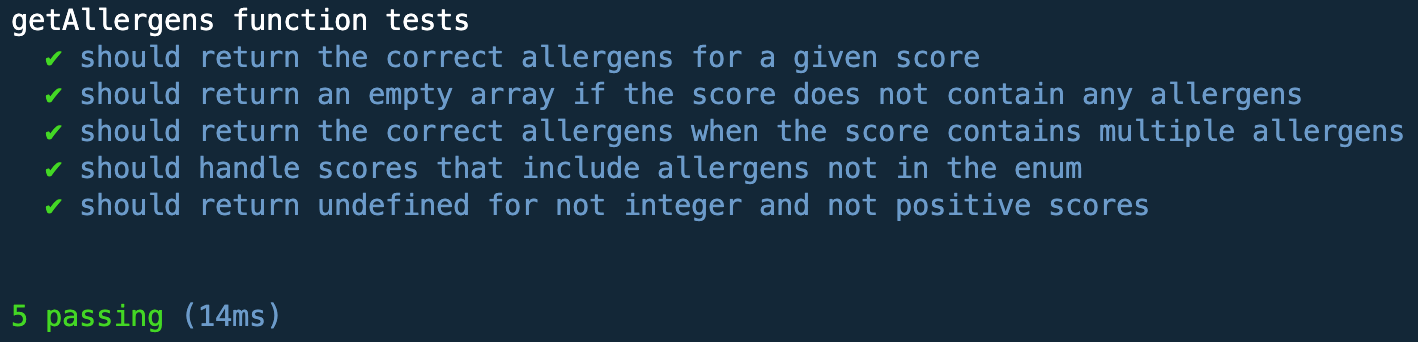 getAllergens function tests
✔ should return the correct allergens for a given score
✔ should return an empty array if the score does not contain any allergens
✔ should return the correct allergens when the score contains multiple allergens
✔ should handle scores that include allergens not in the enum
✔ should return undefined for not integer and not positive scores
5 passing (14ms)